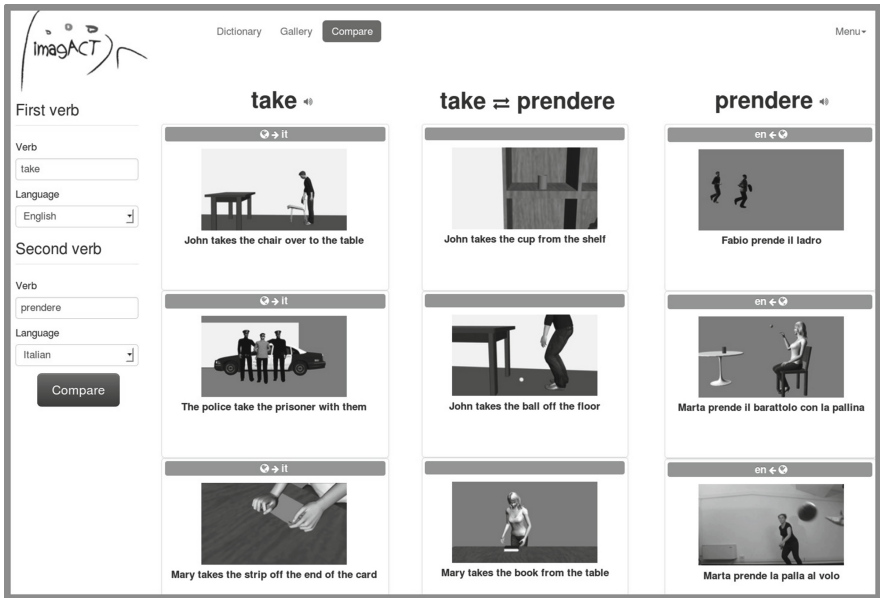 imagACT
Dictionary Gallery Compare
Menu
First verb
Verb
take
Language
English
Second verb
Verb
prendere
Language
Italian
Compare
take
→ it
John takes the chair over to the table
→ it
The police take the prisoner with them
→ it
Mary takes the strip off the end of the card
take ⇄ prendere
John takes the cup from the shelf
John takes the ball off the floor
Mary takes the book from the table
prendere
en ←
Fabio prende il ladro
en ←
Marta prende il barattolo con la pallina
en ←
Marta prende la palla al volo